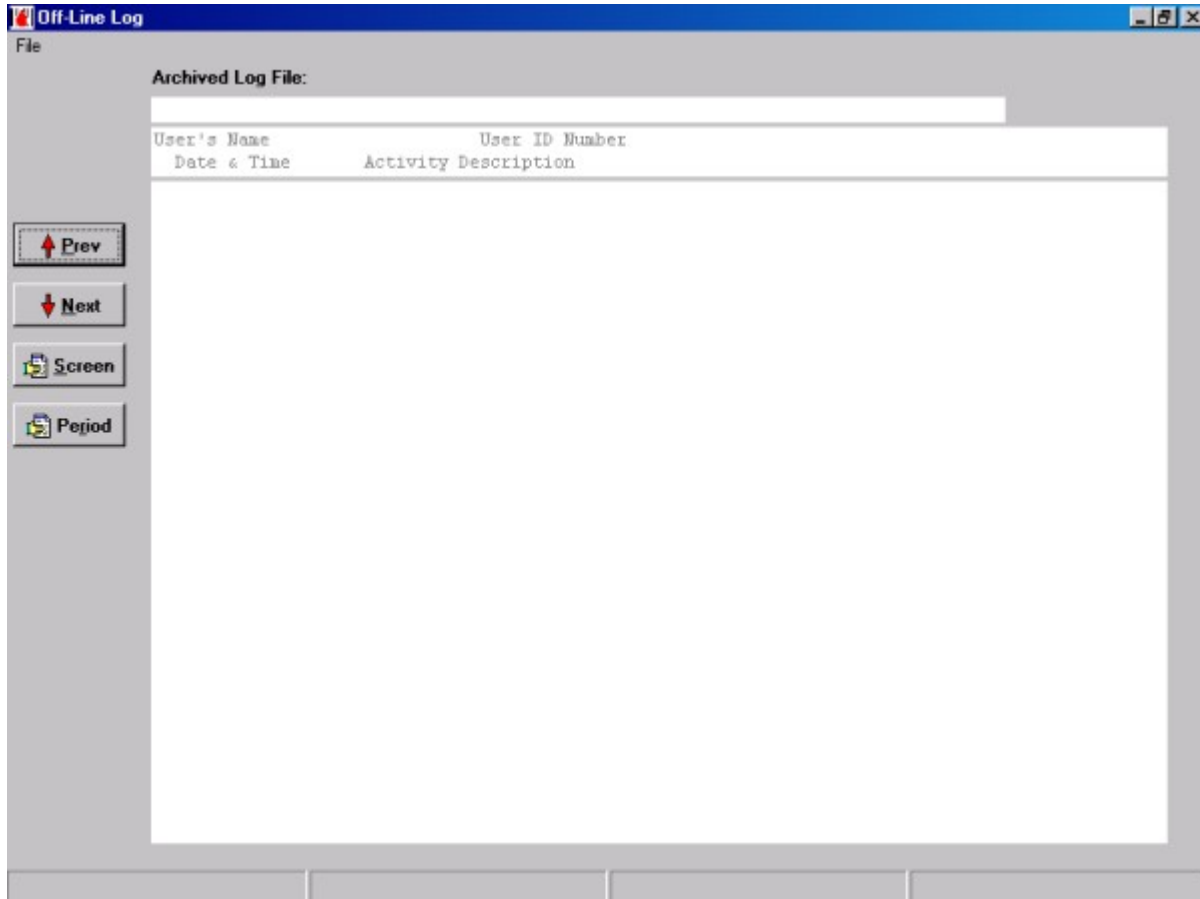 Off-Line Log
File
Archived Log File:
User's Name User ID Number
Date & Time Activity Description
Prev
Next
Screen
Period